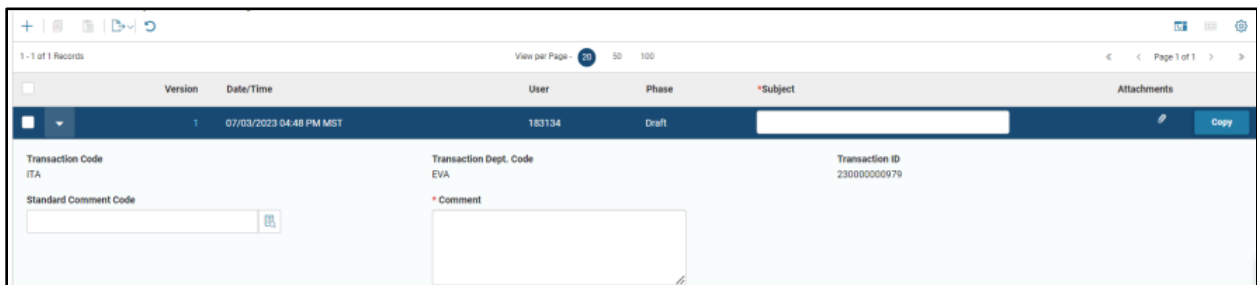 1 - 1 of 1 Records View per Page - 20 50 100 Page 1 of 1
Version Date/Time User Phase *Subject Attachments
1 07/03/2023 04:48 PM MST 183134 Draft Copy
Transaction Code Transaction Dept. Code Transaction ID
ITA EVA 230000000979
Standard Comment Code * Comment